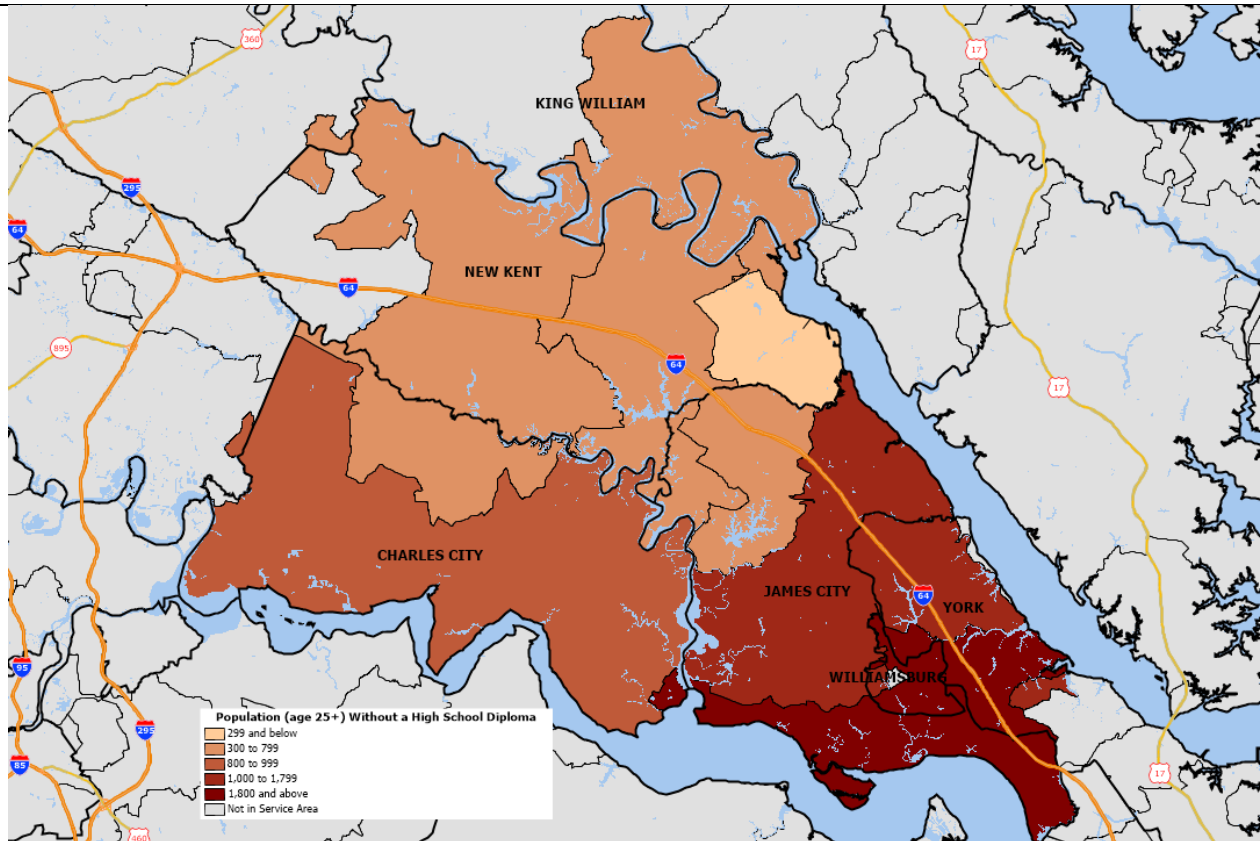 360
17
KING WILLIAM
295
64
NEW KENT
64
895
64
17
CHARLES CITY
JAMES CITY
64
YORK
WILLIAMSBURG
95
Population (age 25+) Without a High School Diploma
299 and below
300 to 799
800 to 999
1,000 to 1,799
1,800 and above
Not in Service Area
295
85
17
460